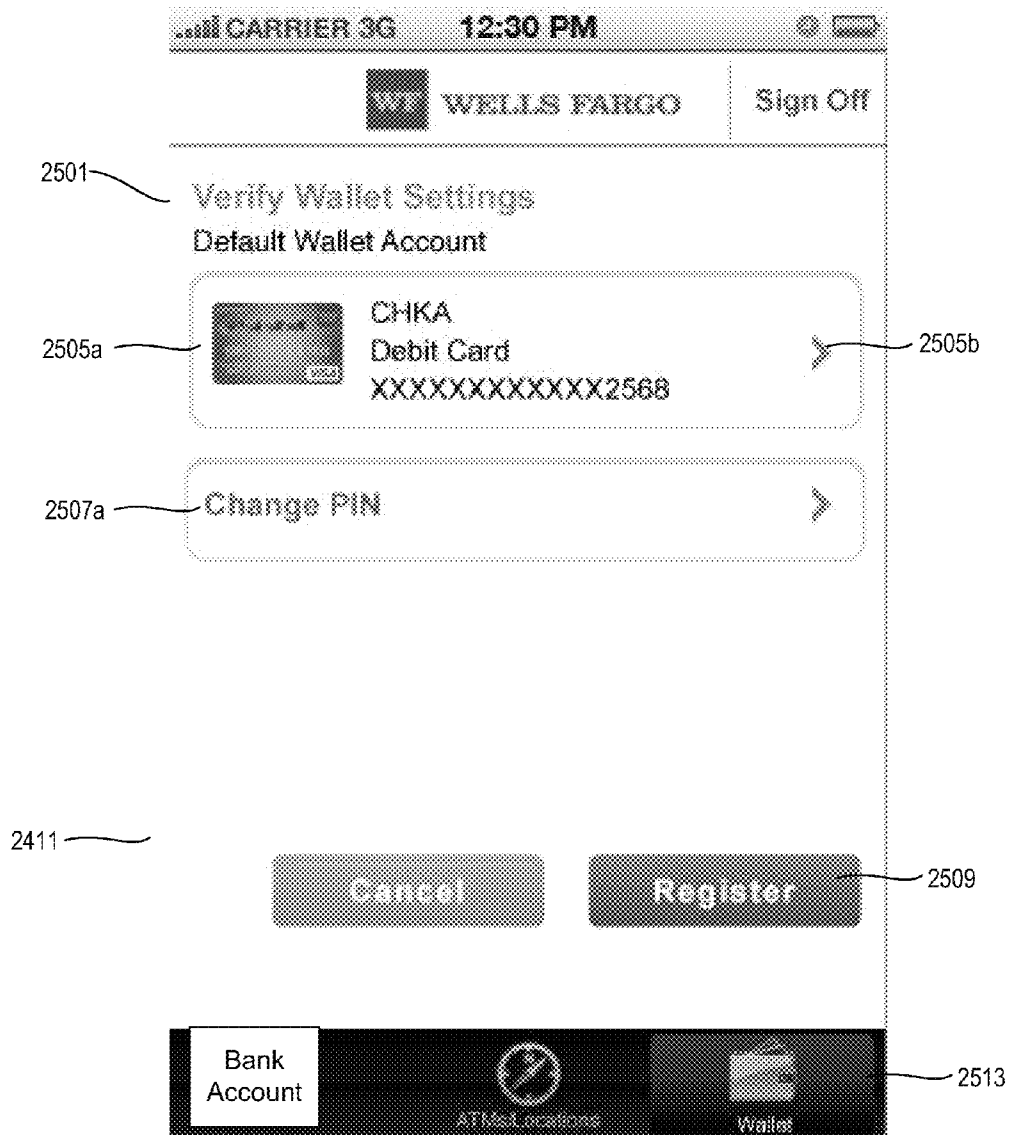 CARRIER 3G 12:30 PM
WF WELLS FARGO Sign Off
2501
Verify Wallet Settings
Default Wallet Account
2505a
CHKA
Debit Card
XXXXXXXXXXXX2568
2505b
2507a
Change PIN
2411
Cancel Register
2509
Bank
Account
ATMs/Locations
Wallet
2513